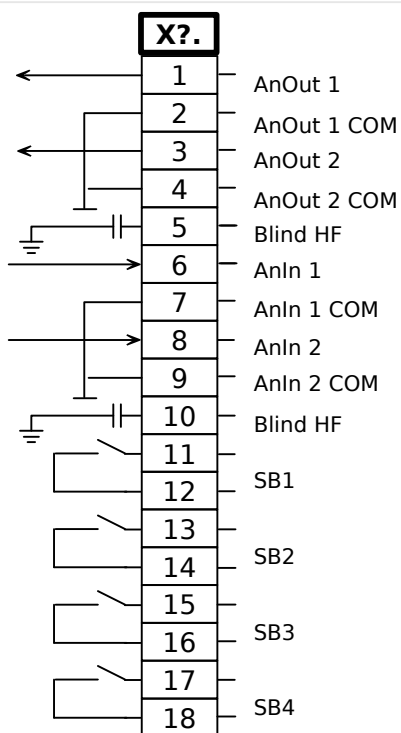 X?.
1 AnOut 1
2 AnOut 1 COM
3 AnOut 2
4 AnOut 2 COM
5 Blind HF
6 AnIn 1
7 AnIn 1 COM
8 AnIn 2
9 AnIn 2 COM
10 Blind HF
11
SB1
12
13
SB2
14
15
SB3
16
17
SB4
18